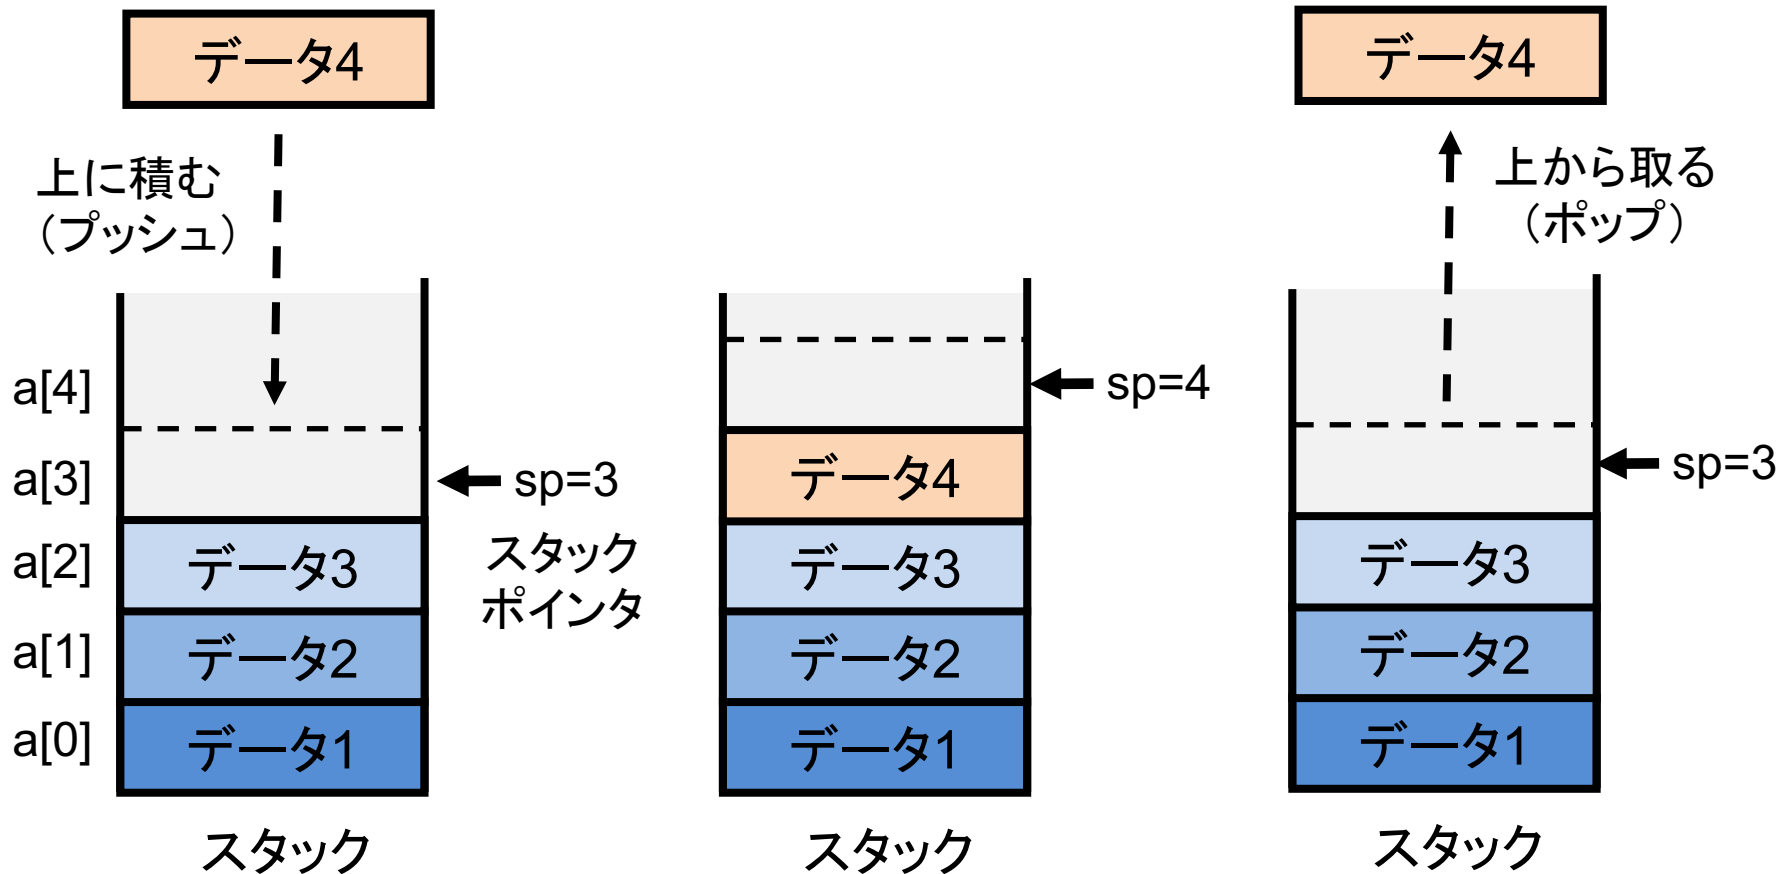 データ4
上に積む
（プッシュ）
a[4]
a[3]
a[2]
a[1]
a[0]
sp=3
スタック
ポインタ
データ3
データ2
データ1
スタック
sp=4
データ4
データ3
データ2
データ1
スタック
データ4
上から取る
（ポップ）
sp=3
データ3
データ2
データ1
スタック